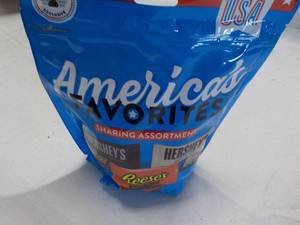 USA
America's
FAVORITES
SHARING ASSORTMENT
HERSHEY'S
HERSHEY'S
Reese's